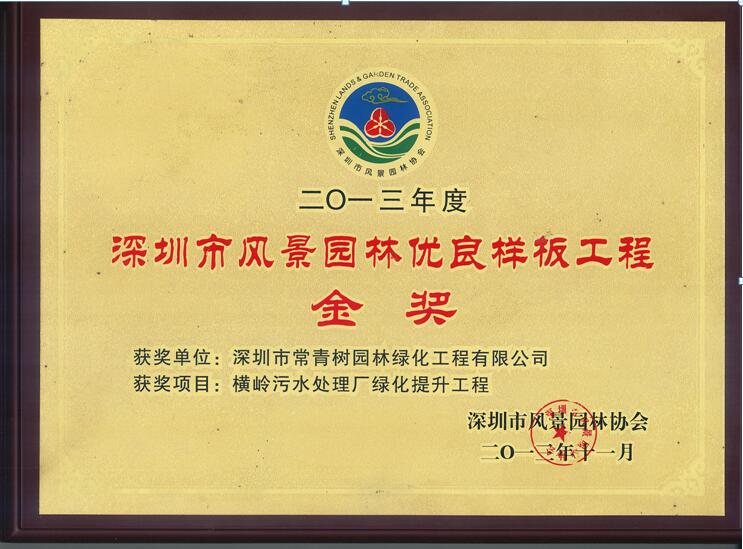 SHENZHEN LANDS & GARDEN TRADE ASSOCIATION
深圳市风景园林协会
二〇一三年度
深圳市风景园林优良样板工程
金奖
获奖单位：深圳市常青树园林绿化工程有限公司
获奖项目：横岭污水处理厂绿化提升工程
深圳市风景园林协会
二〇一三年十一月